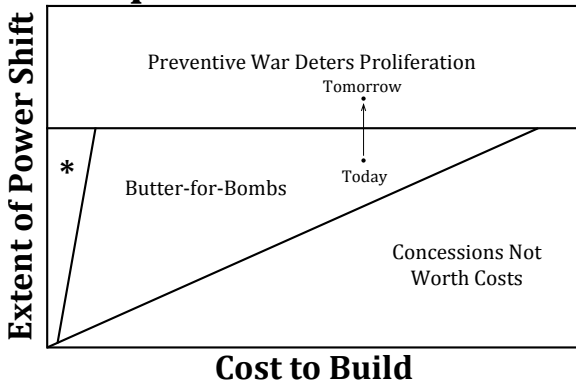 Preventive War Deters Proliferation
Tomorrow
*
Today
Butter-for-Bombs
Concessions Not
Worth Costs
Extent of Power Shift
Cost to Build